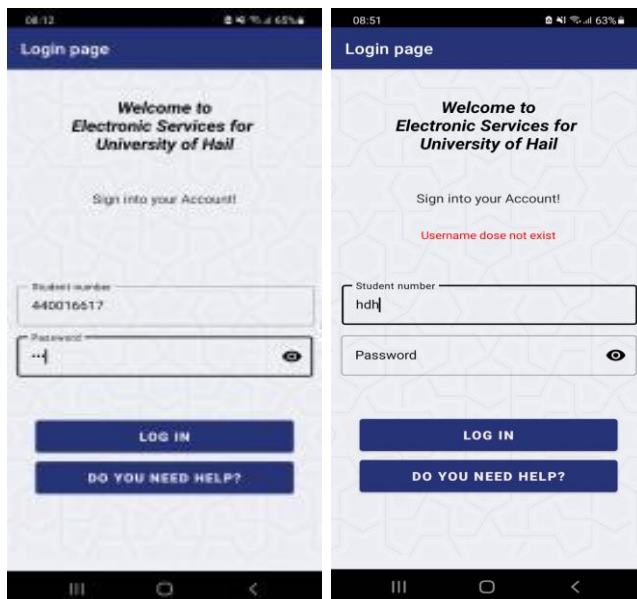 08:12
65%
Login page
Welcome to
Electronic Services for
University of Hail
Sign into your Account!
Student number
440016617
Password
LOG IN
DO YOU NEED HELP?
08:51
63%
Login page
Welcome to
Electronic Services for
University of Hail
Sign into your Account!
Username dose not exist
Student number
hdh
Password
LOG IN
DO YOU NEED HELP?